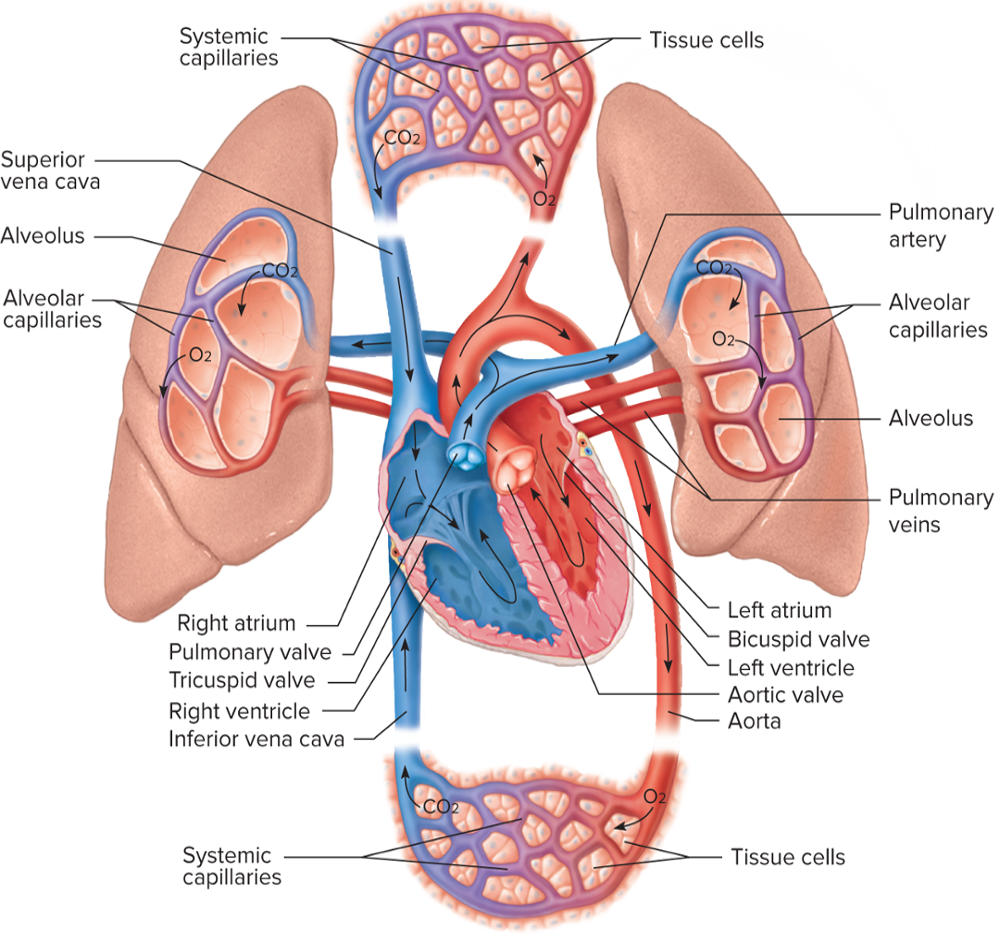 Systemic
capillaries
Tissue cells
CO2
O2
Superior
vena cava
Pulmonary
artery
Alveolus
CO2
CO2
Alveolar
capillaries
Alveolar
capillaries
O2
O2
Alveolus
Pulmonary
veins
Right atrium
Pulmonary valve
Tricuspid valve
Right ventricle
Inferior vena cava
Left atrium
Bicuspid valve
Left ventricle
Aortic valve
Aorta
CO2
O2
Systemic
capillaries
Tissue cells